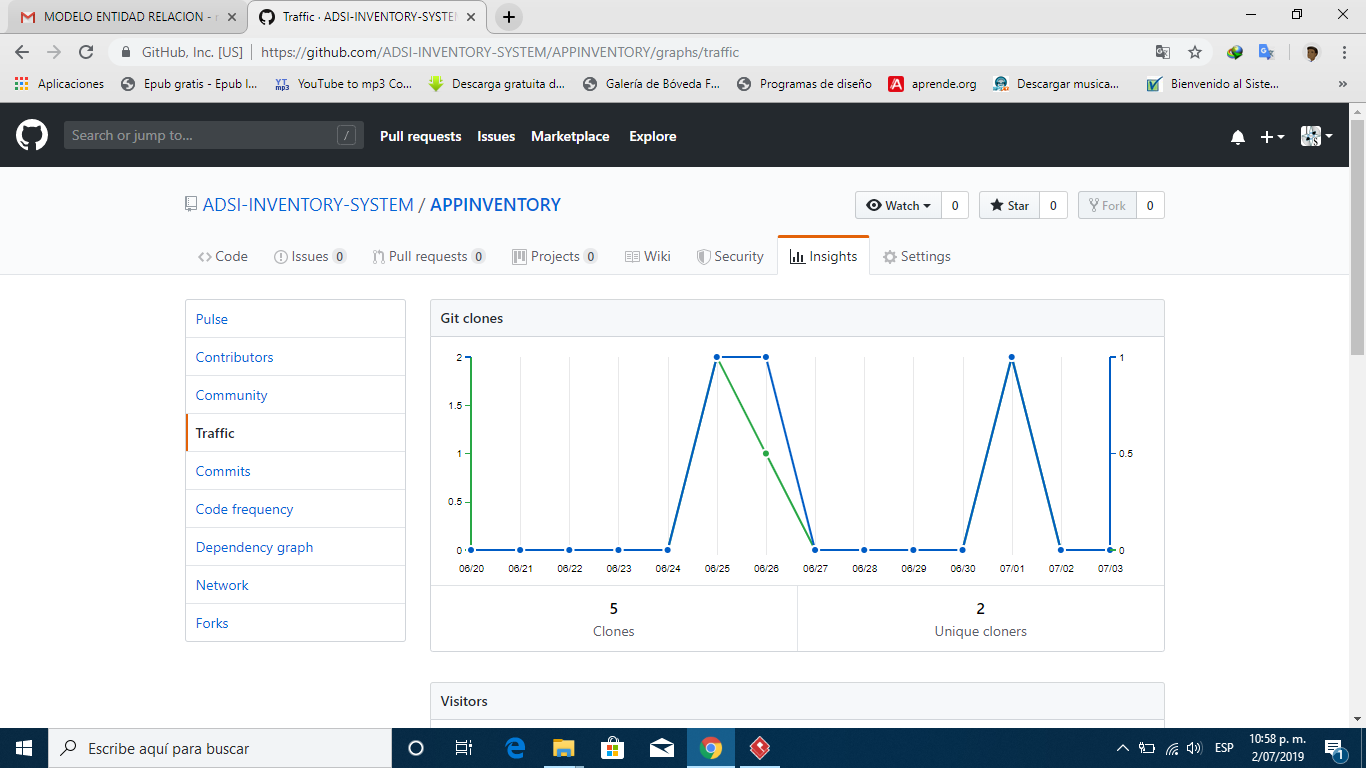 MODELO ENTIDAD RELACION -
Traffic · ADSI-INVENTORY-SYSTE
GitHub, Inc. [US] https://github.com/ADSI-INVENTORY-SYSTEM/APPINVENTORY/graphs/traffic
Aplicaciones Epub gratis - Epub l... YT mp3 YouTube to mp3 Co... Descarga gratuita d... Galería de Bóveda F... Programas de diseño A aprende.org Descargar musica... Bienvenido al Siste... »
Search or jump to... / Pull requests Issues Marketplace Explore
ADSI-INVENTORY-SYSTEM / APPINVENTORY
Watch 0 Star 0 Fork 0
Code Issues 0 Pull requests 0 Projects 0 Wiki Security Insights Settings
Pulse
Contributors
Community
Traffic
Commits
Code frequency
Dependency graph
Network
Forks
Git clones
2 1
1.5
1 0.5
0.5
0 0
06/20 06/21 06/22 06/23 06/24 06/25 06/26 06/27 06/28 06/29 06/30 07/01 07/02 07/03
5 2
Clones Unique cloners
Visitors
Escribe aquí para buscar
ESP
10:58 p. m.
2/07/2019
1